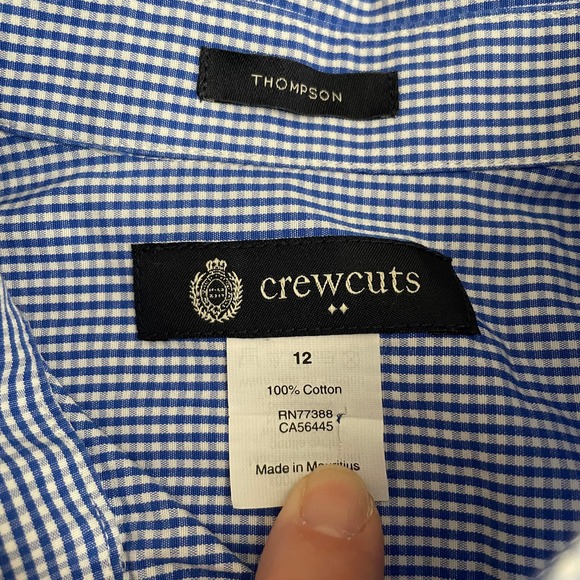 THOMPSON
crewcuts
12
100% Cotton
RN77388
CA56445
Made in Mauritius